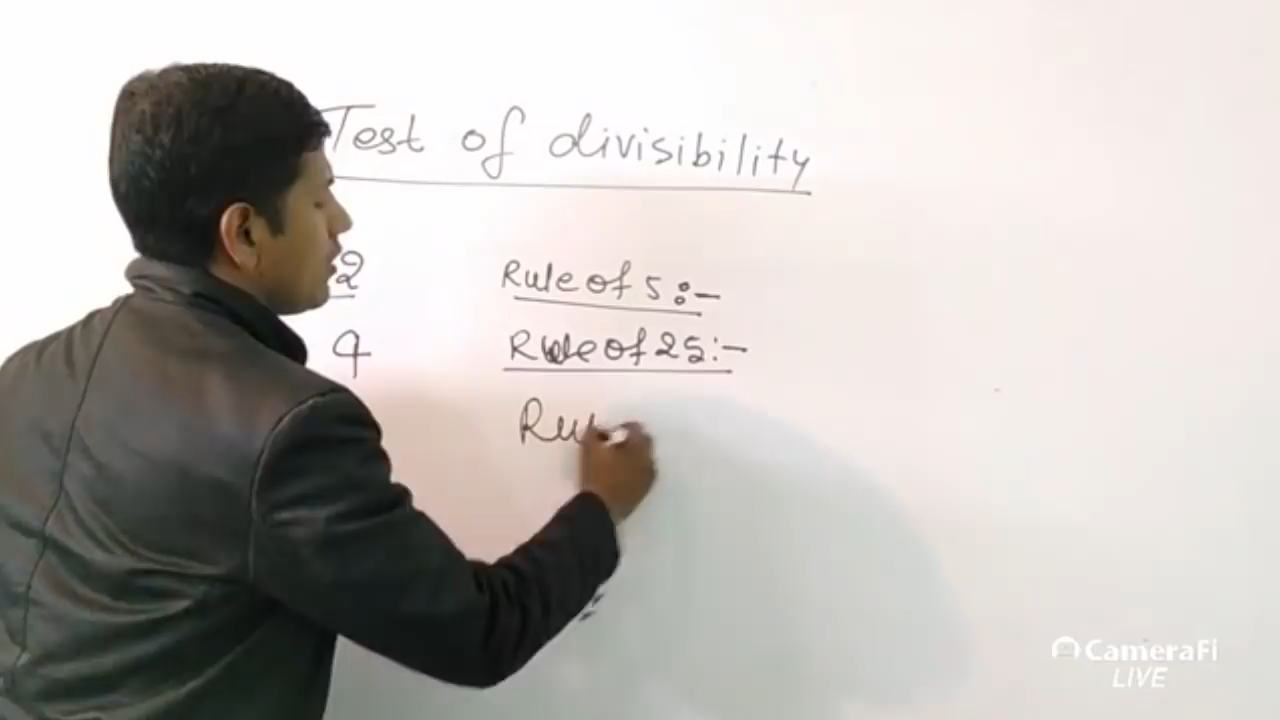 Test of divisibility
2
Rule of 5:-
4
Rule of 25:-
CameraFi
LIVE